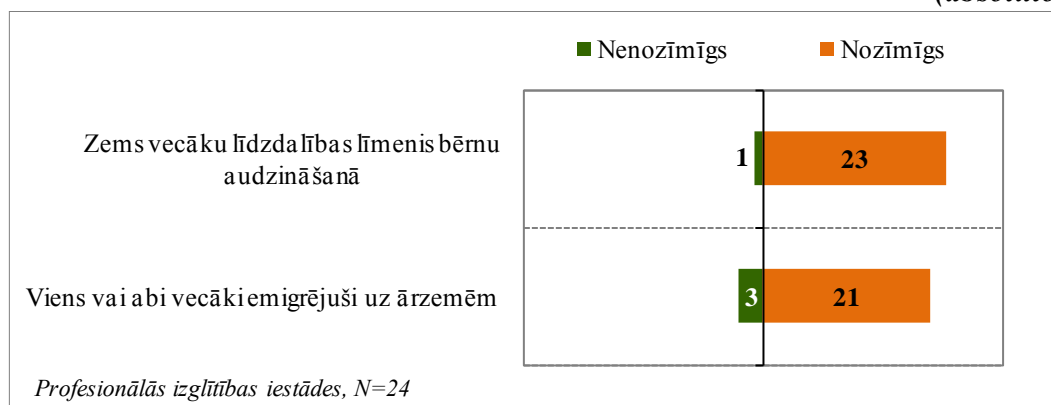 Nenozīmīgs Nozīmīgs
Zems vecāku līdzdalības līmenis bērnu
audzināšanā
1 23
Viens vai abi vecāki emigrējuši uz ārzemēm
3 21
Profesionālās izglītības iestādes, N=24